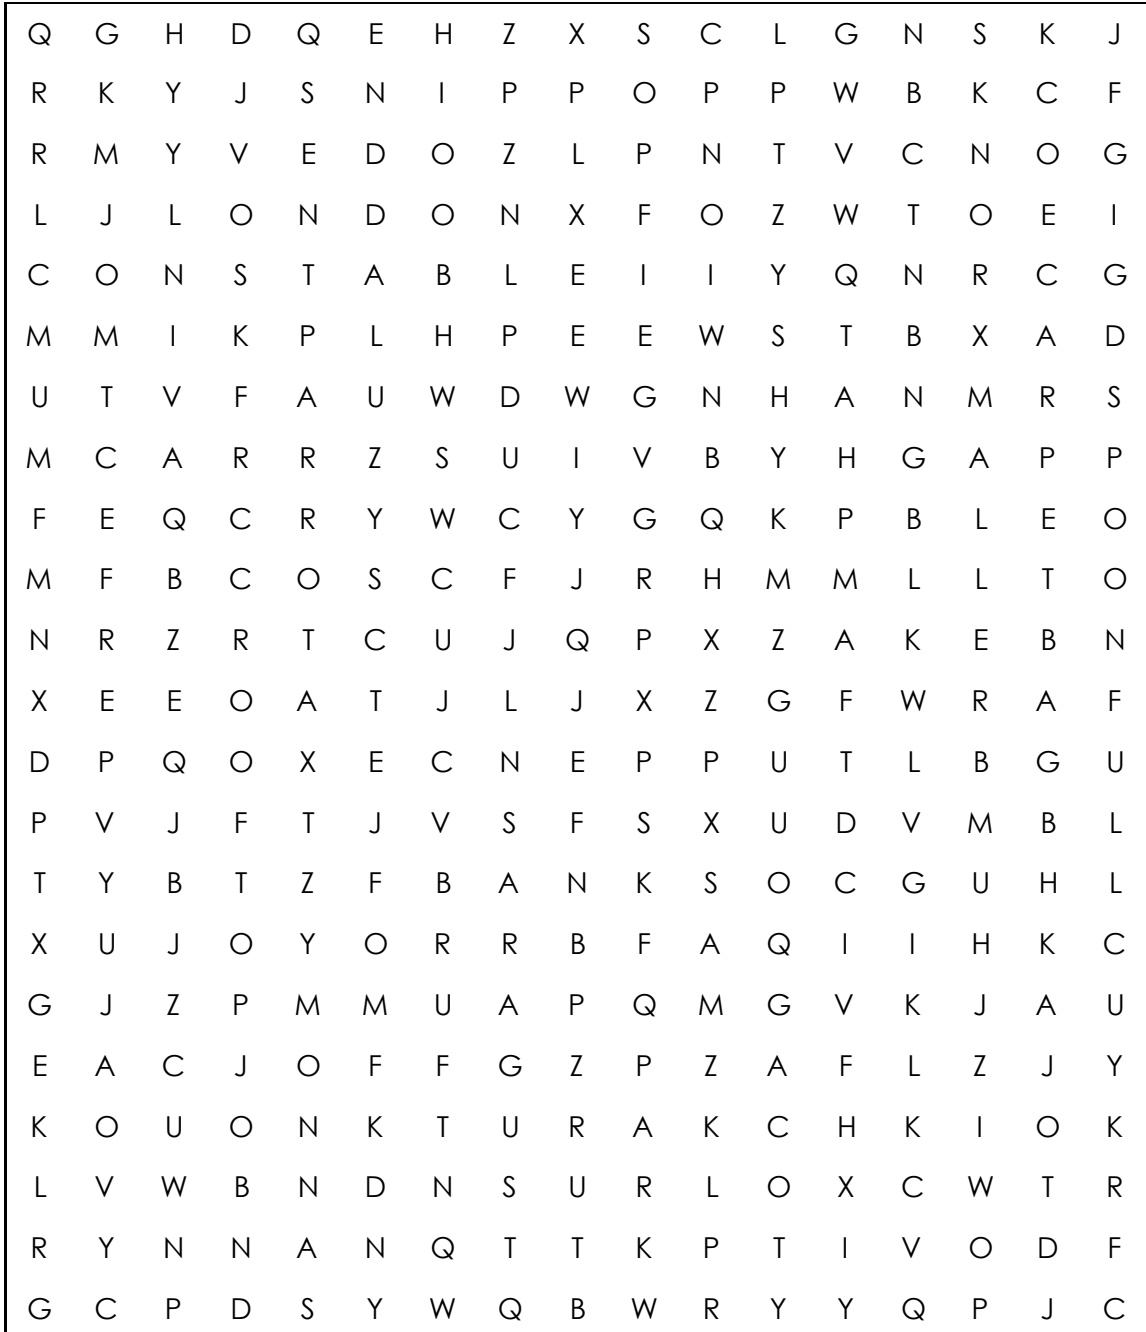 Q G H D Q E H Z X S C L G N S K J
R K Y J S N I P P O P P W B K C F
R M Y V E D O Z L P N T V C N O G
L J L O N D O N X F O Z W T O E I
C O N S T A B L E I I Y Q N R C G
M M I K P L H P E E W S T B X A D
U T V F A U W D W G N H A N M R S
M C A R R Z S U I V B Y H G A P P
F E Q C R Y W C Y G Q K P B L E O
M F B C O S C F J R H M M L L T O
N R Z R T C U J Q P X Z A K E B N
X E E O A T J L J X Z G F W R A F
D P Q O X E C N E P P U T L B G U
P V J F T J V S F S X U D V M B L
T Y B T Z F B A N K S O C G U H L
X U J O Y O R R B F A Q I I H K C
G J Z P M M U A P Q M G V K J A U
E A C J O F F G Z P Z A F L Z J Y
K O U O N K T U R A K C H K I O K
L V W B N D N S U R L O X C W T R
R Y N N A N Q T T K P T I V O D F
G C P D S Y W Q B W R Y Y Q P J C